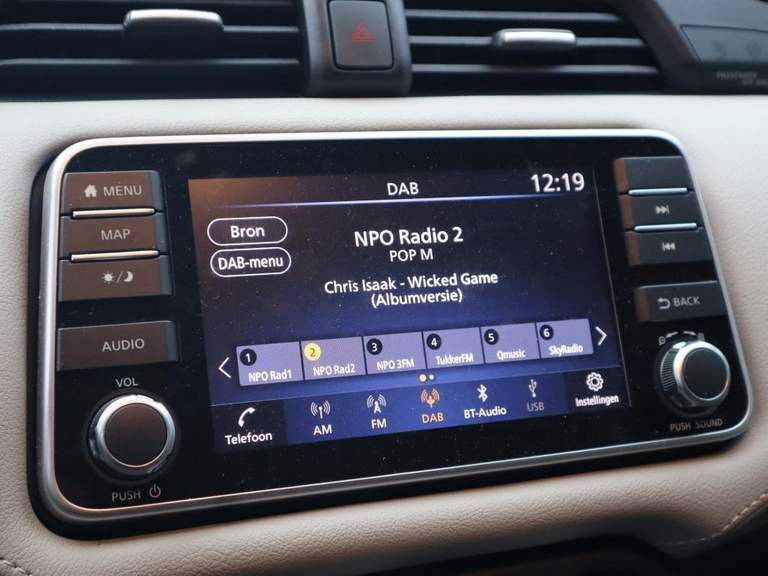 PASSENGER
DAB
12:19
MENU
MAP
AUDIO
VOL
PUSH
Bron
DAB-menu
NPO Radio 2
POP M
Chris Isaak - Wicked Game
(Albumversie)
1 NPO Rad1
2 NPO Rad2
3 NPO 3FM
4 TukkerFM
5 Qmusic
6 SkyRadio
Telefoon
AM
FM
DAB
BT-Audio
USB
Instellingen
BACK
PUSH SOUND